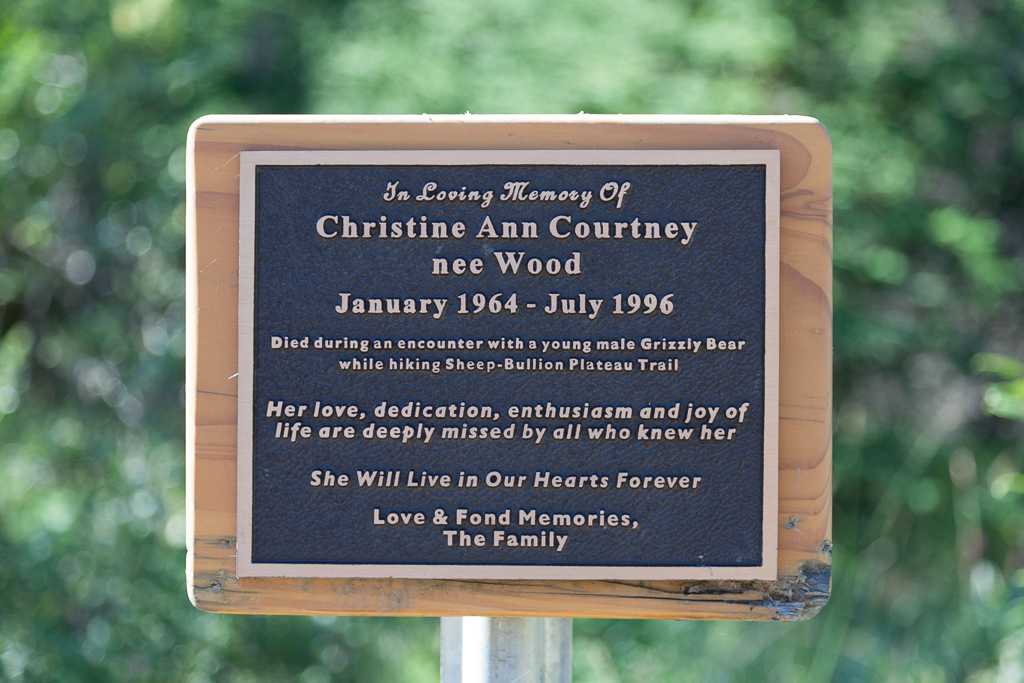 In Loving Memory Of
Christine Ann Courtney
nee Wood
January 1964 - July 1996
Died during an encounter with a young male Grizzly Bear
while hiking Sheep-Bullion Plateau Trail
Her love, dedication, enthusiasm and joy of
life are deeply missed by all who knew her
She Will Live in Our Hearts Forever
Love & Fond Memories,
The Family